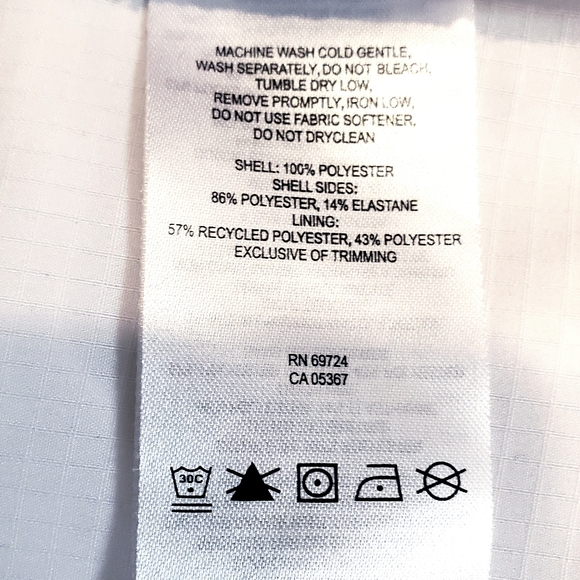 MACHINE WASH COLD GENTLE,
WASH SEPARATELY, DO NOT BLEACH,
TUMBLE DRY LOW,
REMOVE PROMPTLY, IRON LOW,
DO NOT USE FABRIC SOFTENER.
DO NOT DRYCLEAN
SHELL: 100% POLYESTER
SHELL SIDES:
86% POLYESTER, 14% ELASTANE
LINING:
57% RECYCLED POLYESTER, 43% POLYESTER
EXCLUSIVE OF TRIMMING
RN 69724
CA 05367
30C